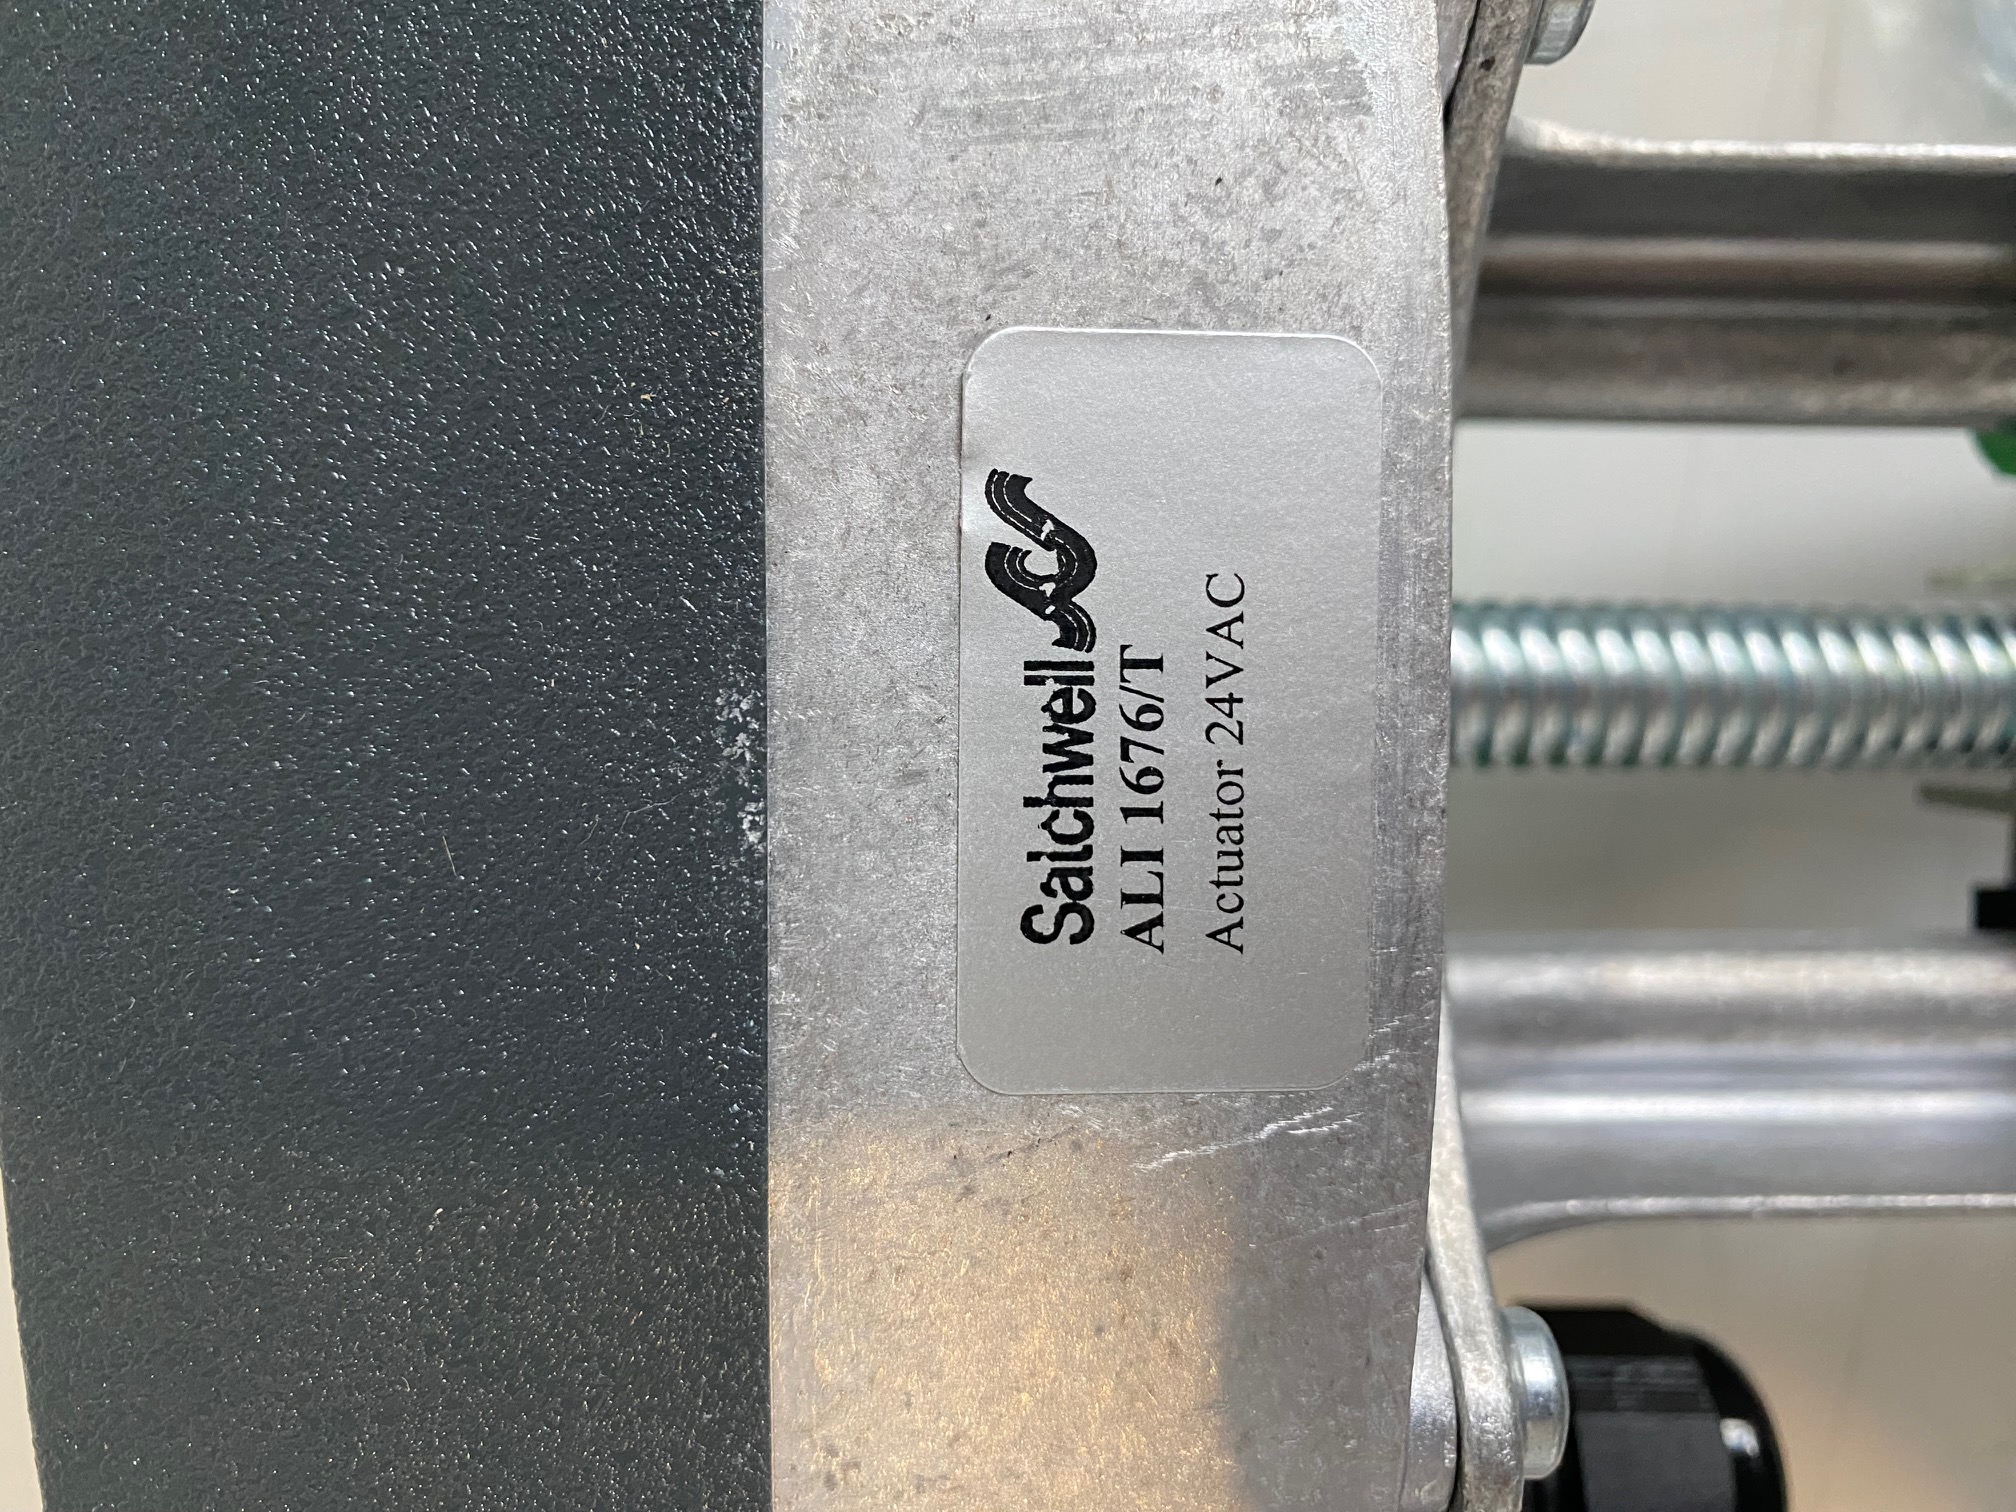 Satchwell
ALI 1676/T
Actuator 24VAC